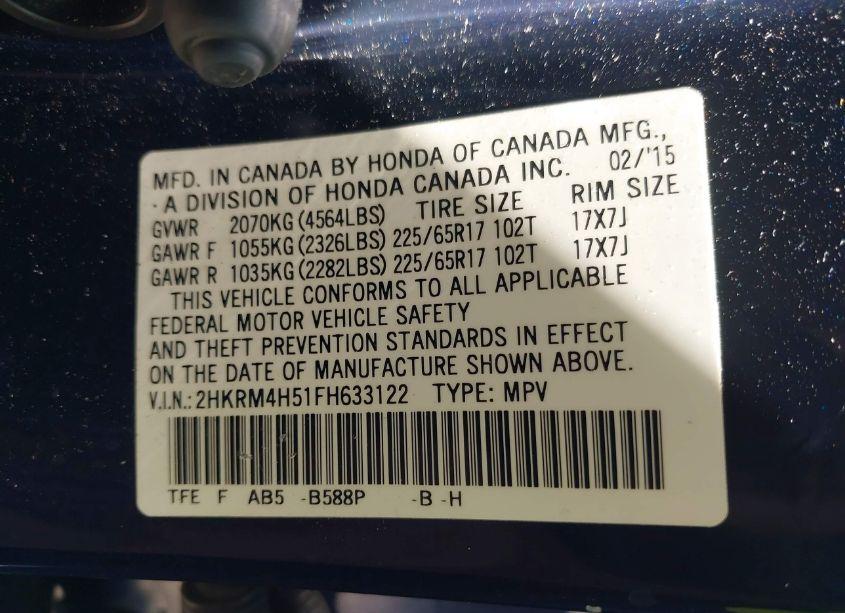 MFD. IN CANADA BY HONDA OF CANADA MFG.,
- A DIVISION OF HONDA CANADA INC. 02/'15
GVWR 2070KG (4564LBS) TIRE SIZE RIM SIZE
GAWR F 1055KG (2326LBS) 225/65R17 102T 17X7J
GAWR R 1035KG (2282LBS) 225/65R17 102T 17X7J
THIS VEHICLE CONFORMS TO ALL APPLICABLE
FEDERAL MOTOR VEHICLE SAFETY
AND THEFT PREVENTION STANDARDS IN EFFECT
ON THE DATE OF MANUFACTURE SHOWN ABOVE.
V.I.N.: 2HKRM4H51FH633122 TYPE: MPV
TFE F AB5 -B588P -B -H